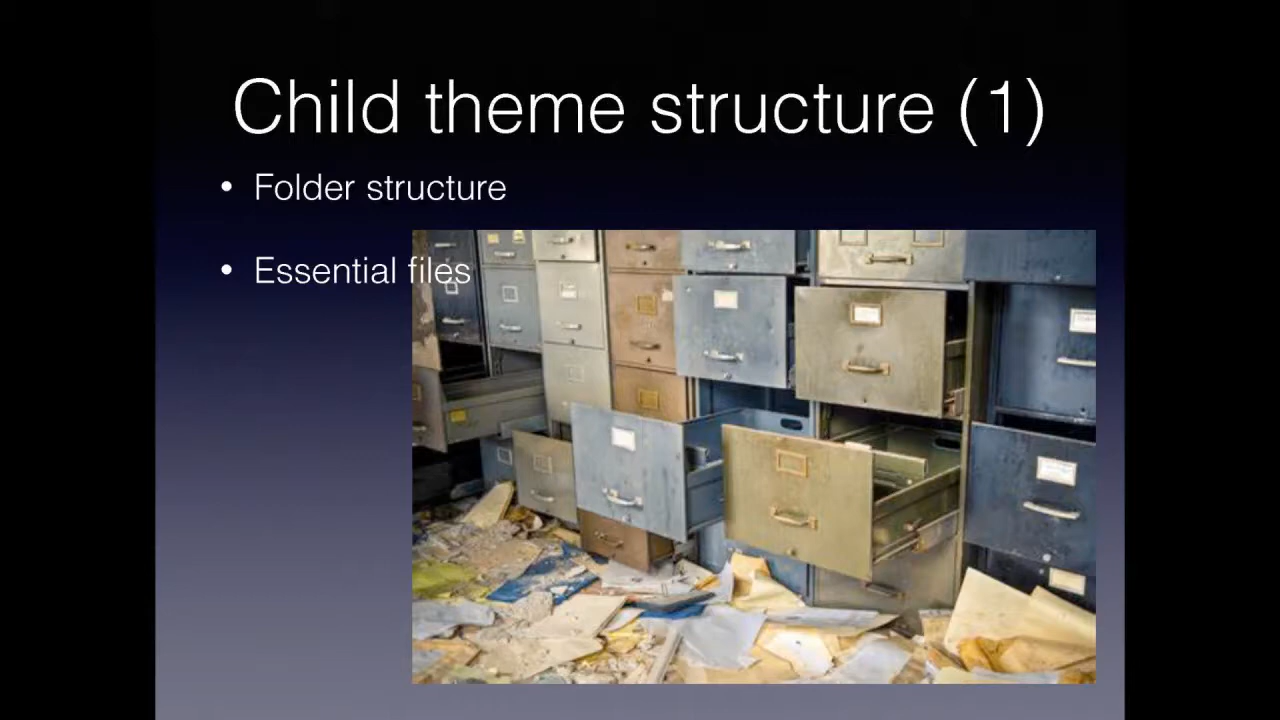 Child theme structure (1)
• Folder structure
• Essential files